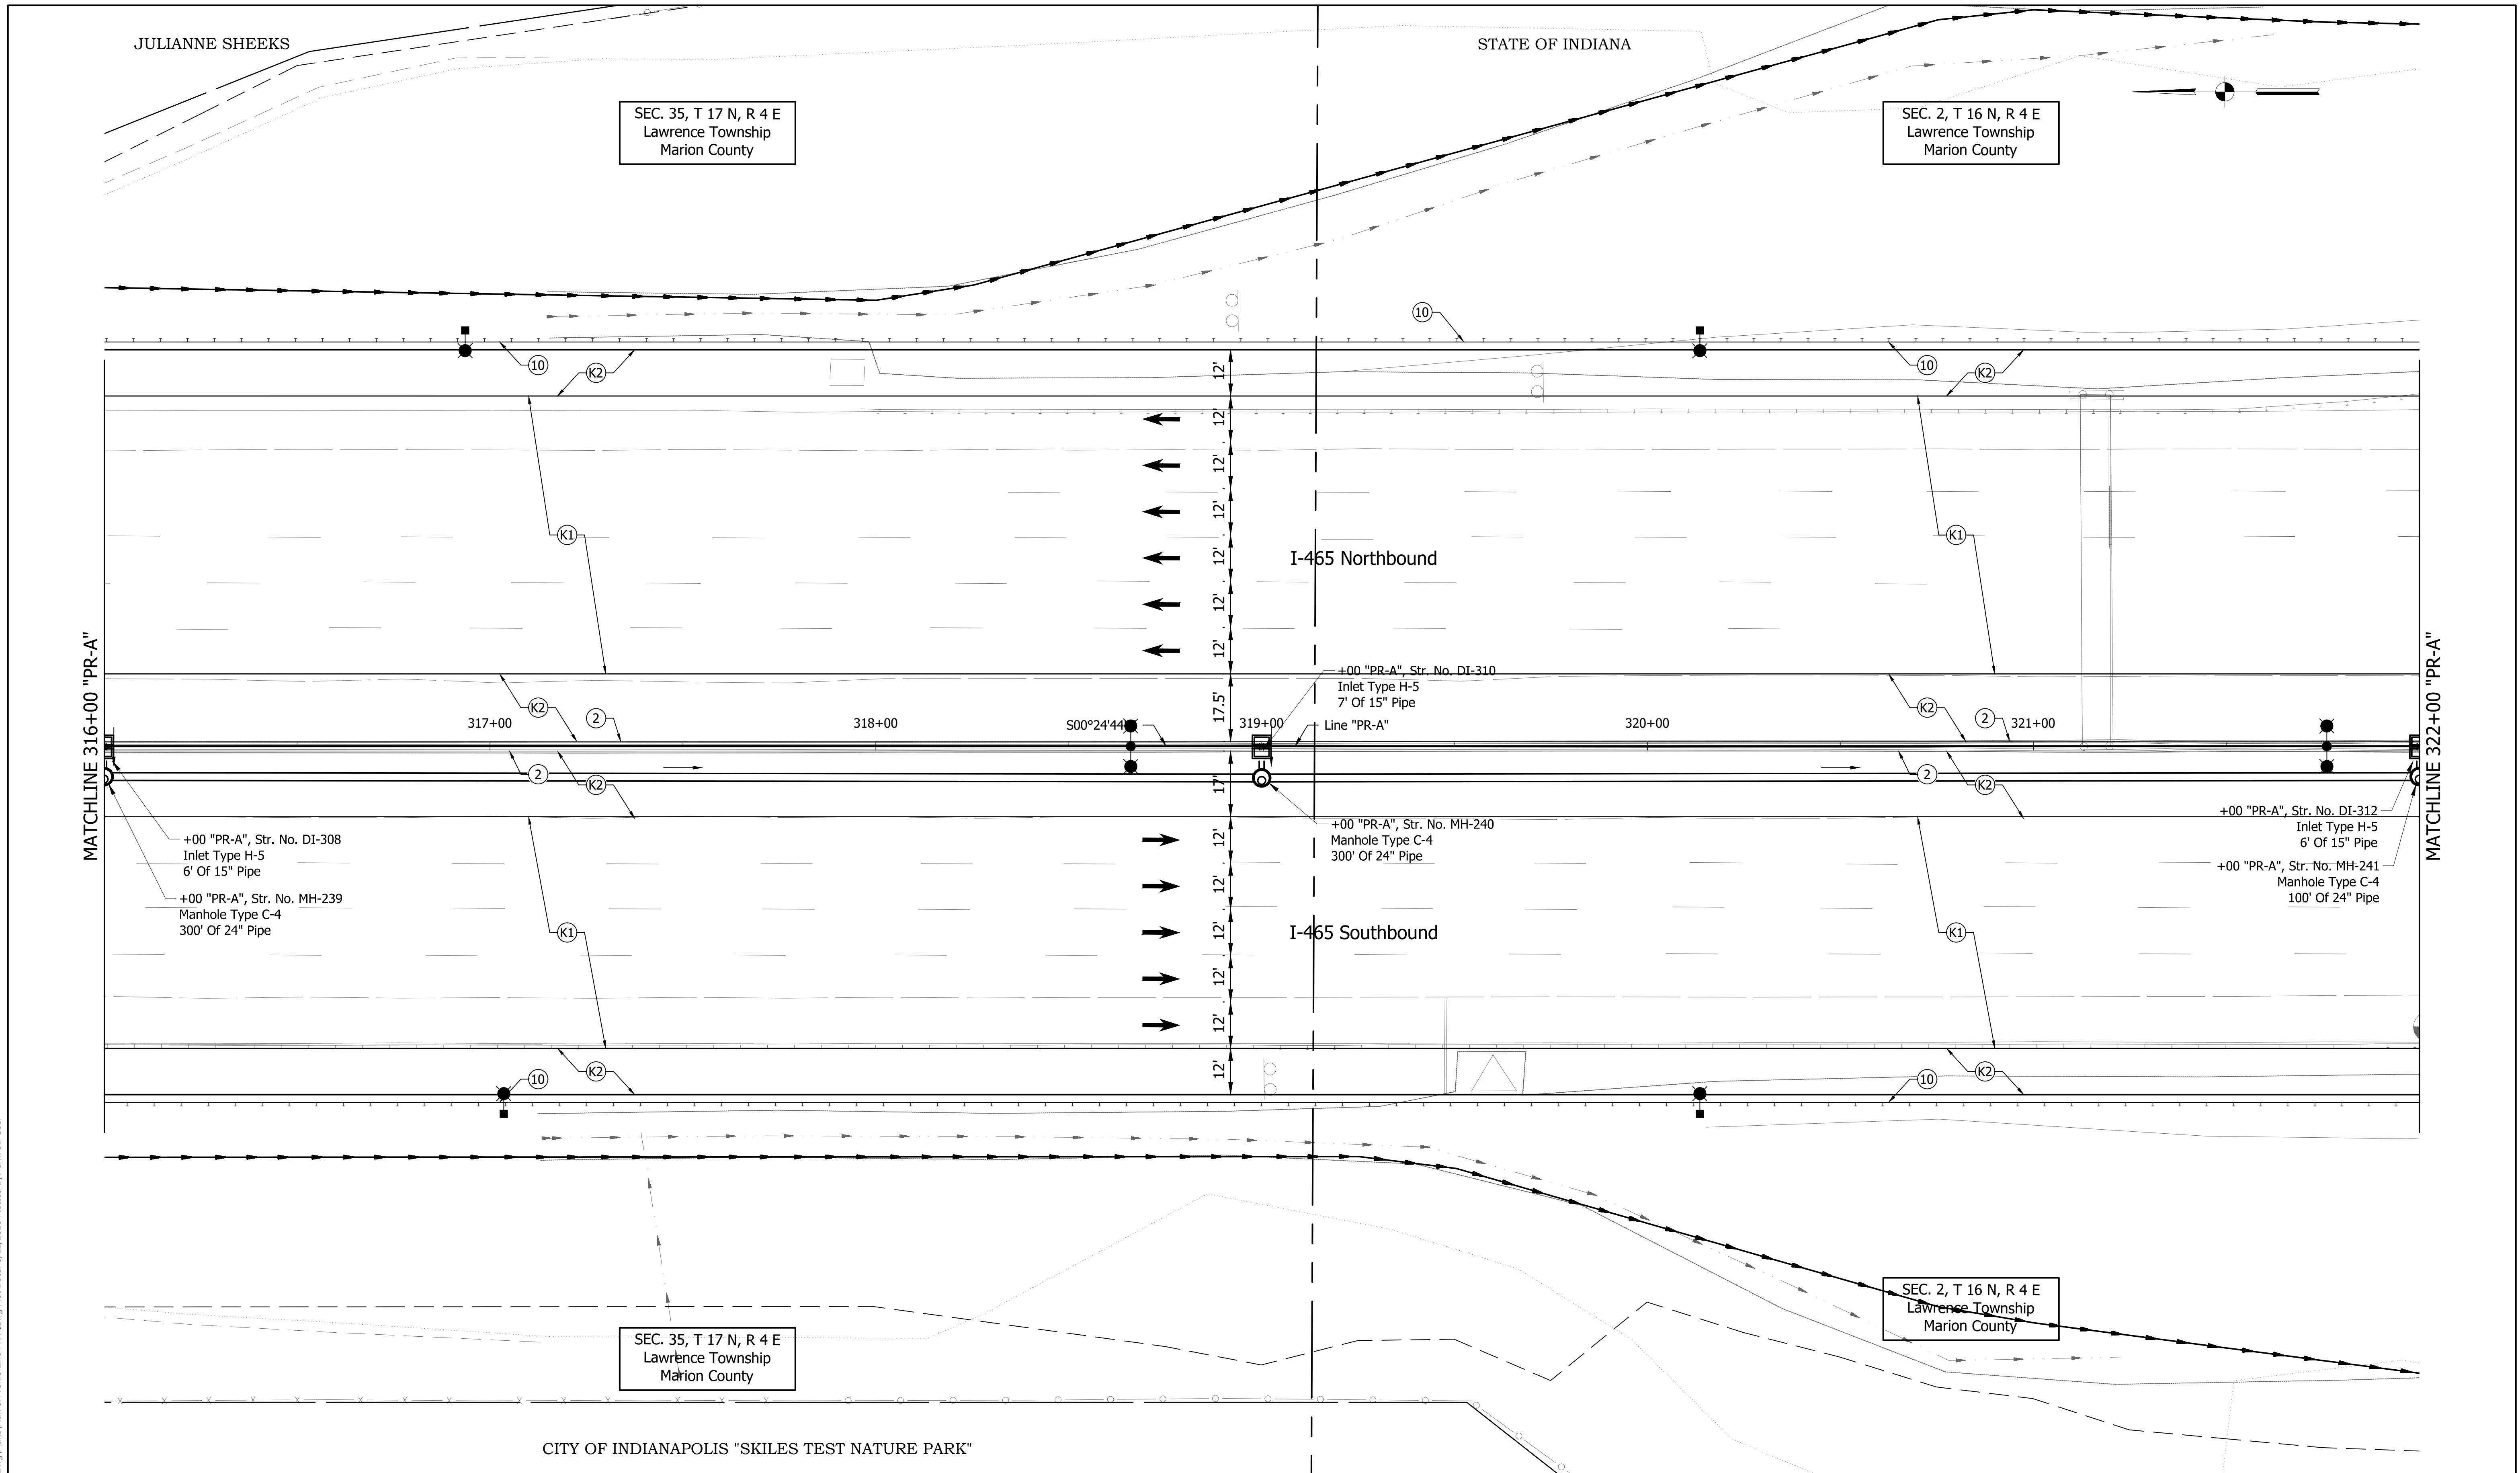 JULIANNE SHEEKS
STATE OF INDIANA
SEC. 35, T 17 N, R 4 E
Lawrence Township
Marion County
SEC. 2, T 16 N, R 4 E
Lawrence Township
Marion County
10
10
K2
10
K2
12'
12'
12'
12'
12'
12'
12'
K1
K1
I-465 Northbound
MATCHLINE 316+00 "PR-A"
MATCHLINE 322+00 "PR-A"
+00 "PR-A", Str. No. DI-310
Inlet Type H-5
7' Of 15" Pipe
17.5'
K2
2
K2
2
317+00
318+00
S00°24'44"
319+00
Line "PR-A"
320+00
321+00
2
K2
17'
2
K2
+00 "PR-A", Str. No. DI-308
Inlet Type H-5
6' Of 15" Pipe
+00 "PR-A", Str. No. MH-239
Manhole Type C-4
300' Of 24" Pipe
+00 "PR-A", Str. No. MH-240
Manhole Type C-4
300' Of 24" Pipe
+00 "PR-A", Str. No. DI-312
Inlet Type H-5
6' Of 15" Pipe
+00 "PR-A", Str. No. MH-241
Manhole Type C-4
100' Of 24" Pipe
12'
12'
12'
12'
12'
12'
K1
K1
I-465 Southbound
10
K2
10
K2
SEC. 35, T 17 N, R 4 E
Lawrence Township
Marion County
SEC. 2, T 16 N, R 4 E
Lawrence Township
Marion County
CITY OF INDIANAPOLIS "SKILES TEST NATURE PARK"